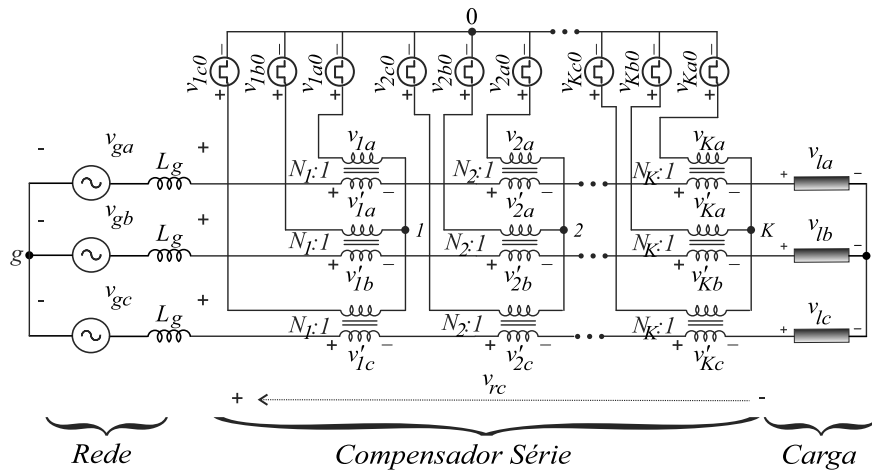 0
v1c0 v1b0 v1a0 v2c0 v2b0 v2a0 vKc0 vKb0 vKa0
− − − − − − − − −
+ + + + + + + + +
vga v1a v2a vKa vla
- Lg + N1:1 N2:1 NK:1 + −
+ v'1a − + v'2a − + v'Ka −
vgb 1 2 K vlb
g - Lg + N1:1 N2:1 NK:1 + −
+ v'1b − + v'2b − + v'Kb −
vgc vlc
- Lg + N1:1 N2:1 NK:1 + −
+ v'1c − + v'2c − + v'Kc −
+ vrc -
Rede Compensador Série Carga